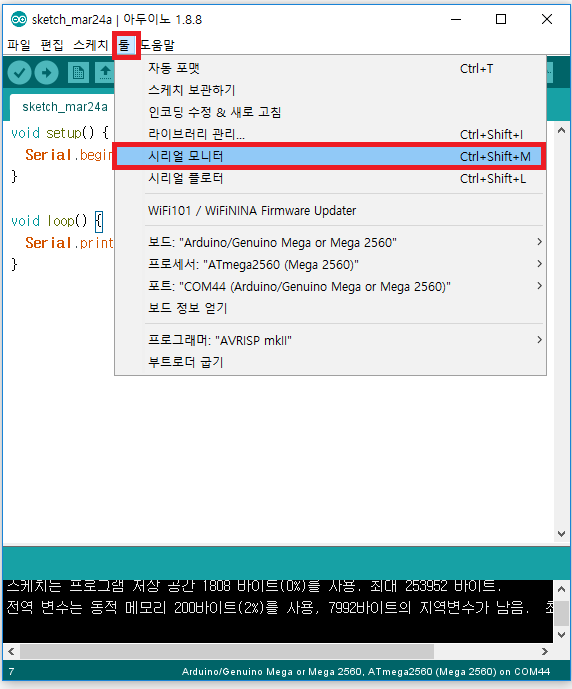 sketch_mar24a | 아두이노 1.8.8
파일 편집 스케치 툴 도움말
sketch_mar24a
void setup() {
Serial.begin
}
void loop() {
Serial.print
}
자동 포맷 Ctrl+T
스케치 보관하기
인코딩 수정 & 새로 고침
라이브러리 관리... Ctrl+Shift+I
시리얼 모니터 Ctrl+Shift+M
시리얼 플로터 Ctrl+Shift+L
WiFi101 / WiFiNINA Firmware Updater
보드: "Arduino/Genuino Mega or Mega 2560"
프로세서: "ATmega2560 (Mega 2560)"
포트: "COM44 (Arduino/Genuino Mega or Mega 2560)"
보드 정보 얻기
프로그래머: "AVRISP mkII"
부트로더 굽기
스케치는 프로그램 저장 공간 1808 바이트(0%)를 사용. 최대 253952 바이트.
전역 변수는 동적 메모리 200바이트(2%)를 사용, 7992바이트의 지역변수가 남음.
7 Arduino/Genuino Mega or Mega 2560, ATmega2560 (Mega 2560) on COM44